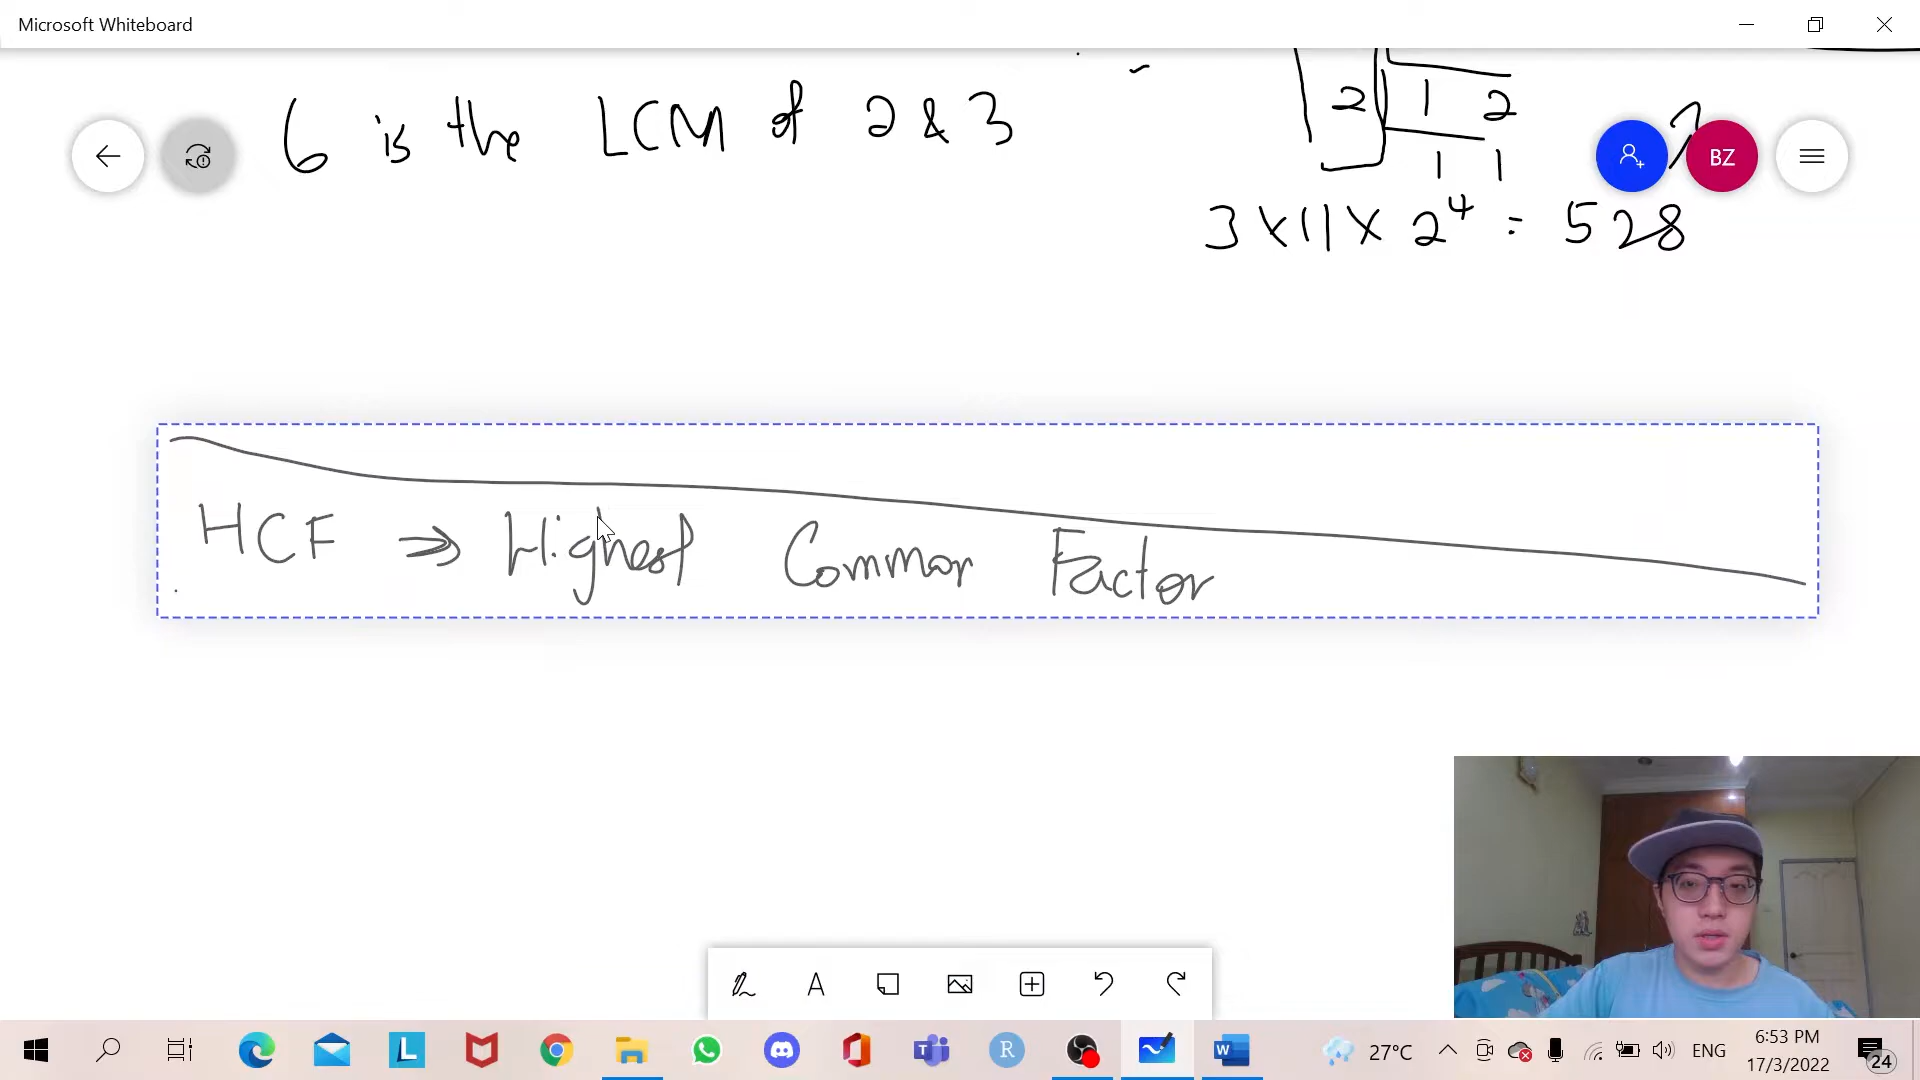 Microsoft Whiteboard
2 1 2
6 is the LCM of 2 & 3
BZ
1 1
3 x 11 x 2⁴ = 528
HCF ⇒ Highest Common Factor
A
L
R
W
27°C
ENG
6:53 PM
17/3/2022
24